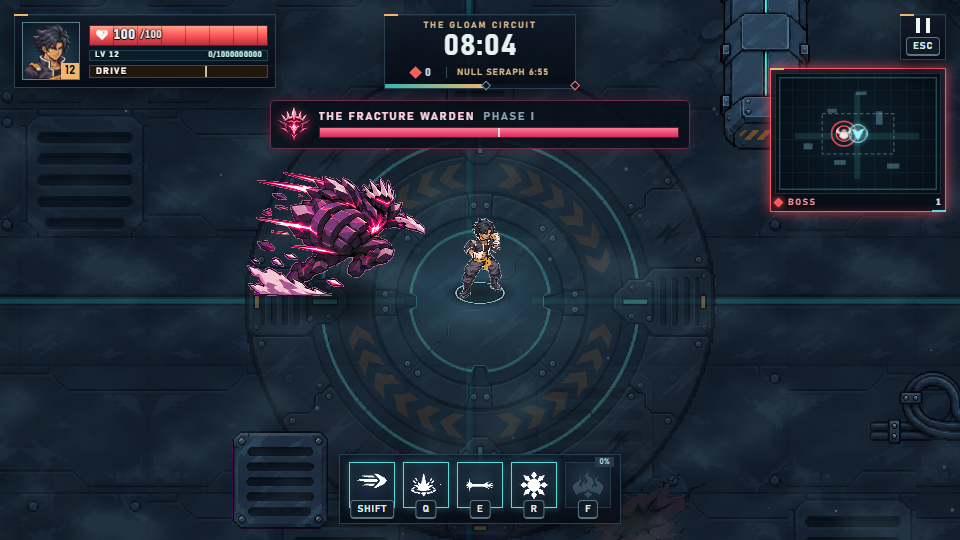 100 /100
LV 12
0/1000000000
12
DRIVE
THE GLOAM CIRCUIT
08:04
0
NULL SERAPH 6:55
ESC
THE FRACTURE WARDEN PHASE I
BOSS
1
0%
SHIFT
Q
E
R
F